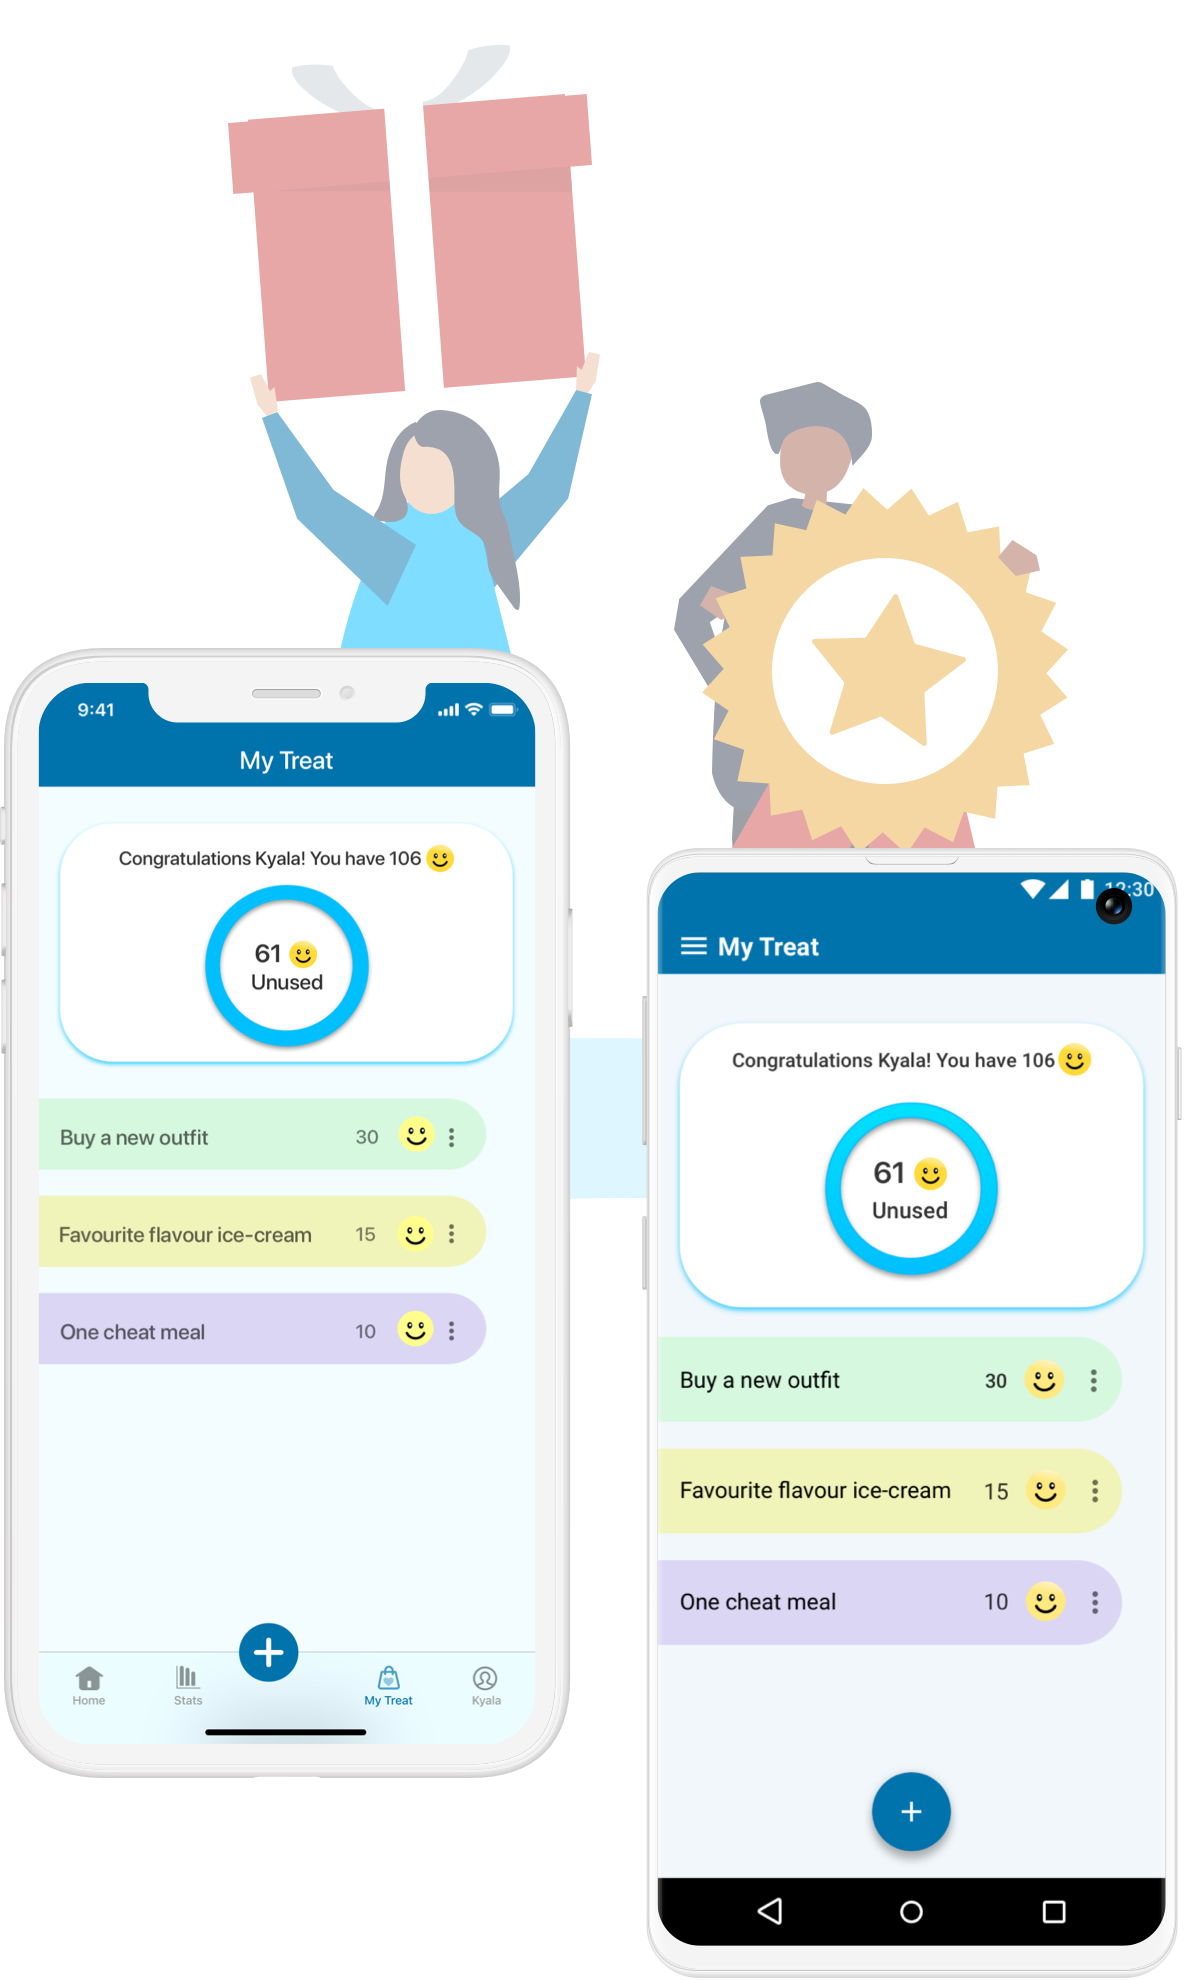 9:41
My Treat
Congratulations Kyala! You have 106
61
Unused
Buy a new outfit 30
Favourite flavour ice-cream 15
One cheat meal 10
Home Stats My Treat Kyala
12:30
My Treat
Congratulations Kyala! You have 106
61
Unused
Buy a new outfit 30
Favourite flavour ice-cream 15
One cheat meal 10